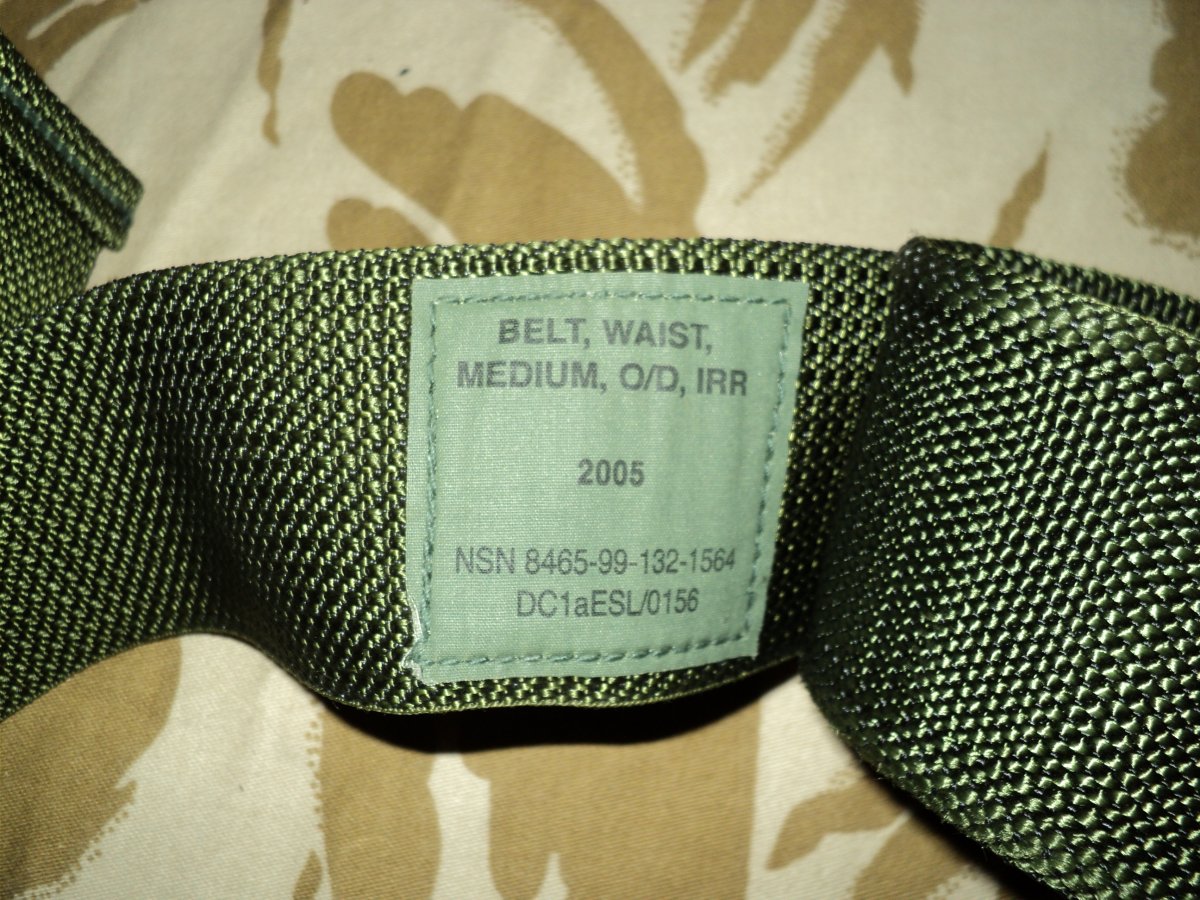 BELT, WAIST,
MEDIUM, O/D, IRR
2005
NSN 8465-99-132-1564
DC1aESL/0156